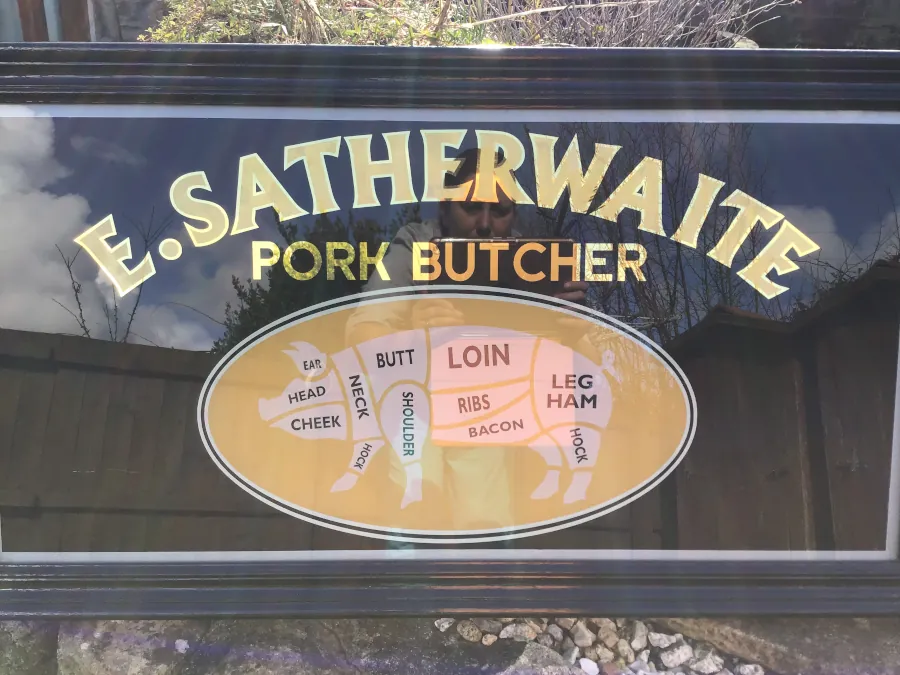 E. SATHERWAITE
PORK BUTCHER
EAR
HEAD
CHEEK
NECK
HOCK
BUTT
SHOULDER
LOIN
RIBS
BACON
LEG
HAM
HOCK